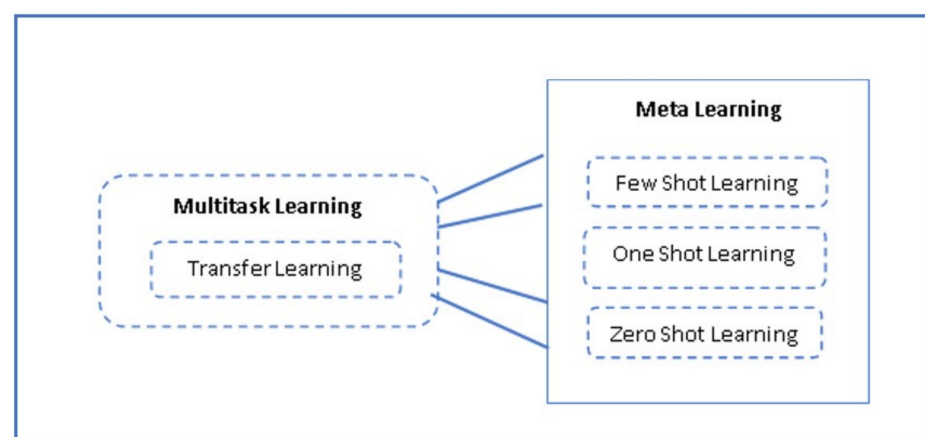 Meta Learning
Few Shot Learning
Multitask Learning
One Shot Learning
Transfer Learning
Zero Shot Learning